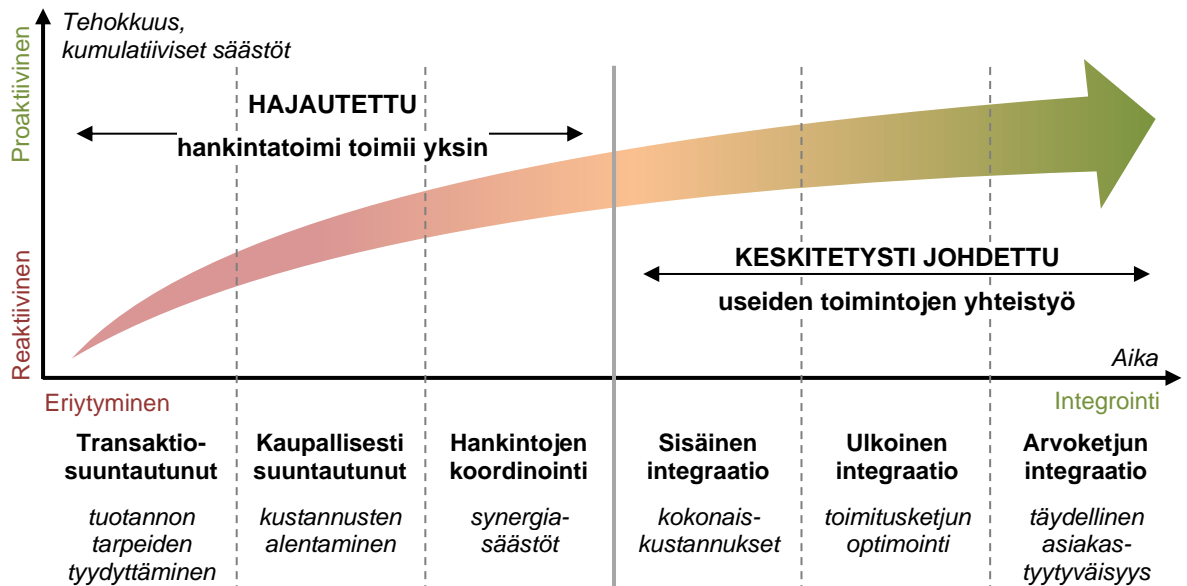 Tehokkuus,
kumulatiiviset säästöt
Proaktiivinen
HAJAUTETTU
hankintatoimi toimii yksin
Reaktiivinen
KESKITETYSTI JOHDETTU
useiden toimintojen yhteistyö
Aika
Eriytyminen
Integrointi
Transaktio-
suuntautunut
tuotannon
tarpeiden
tyydyttäminen
Kaupallisesti
suuntautunut
kustannusten
alentaminen
Hankintojen
koordinointi
synergia-
säästöt
Sisäinen
integraatio
kokonais-
kustannukset
Ulkoinen
integraatio
toimitusketjun
optimointi
Arvoketjun
integraatio
täydellinen
asiakas-
tyytyväisyys